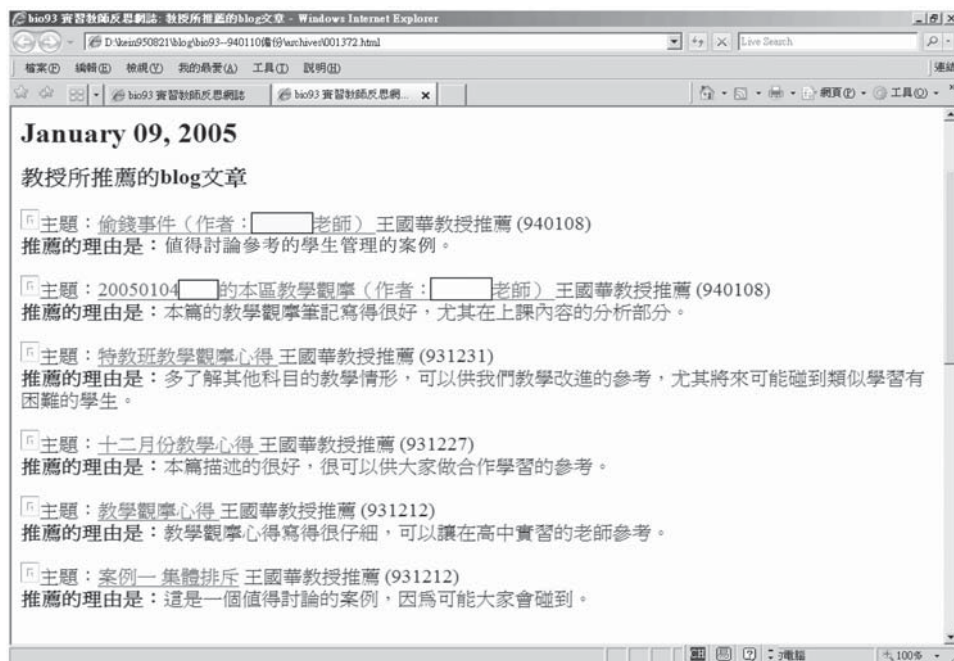 bio93 實習教師反思網誌: 教授所推薦的blog文章 - Windows Internet Explorer
D:\kein950821\blog\bio93--940110備份\archives\001372.html
Live Search
檔案(F) 編輯(E) 檢視(V) 我的最愛(A) 工具(T) 說明(H)
連結
bio93 實習教師反思網誌
bio93 實習教師反思網...
網頁(P)
工具(O)
January 09, 2005
教授所推薦的blog文章
主題：偷錢事件（作者： 老師） 王國華教授推薦 (940108)
推薦的理由是：值得討論參考的學生管理的案例。
主題：20050104 的本區教學觀摩（作者： 老師） 王國華教授推薦 (940108)
推薦的理由是：本篇的教學觀摩筆記寫得很好，尤其在上課內容的分析部分。
主題：特教班教學觀摩心得 王國華教授推薦 (931231)
推薦的理由是：多了解其他科目的教學情形，可以供我們教學改進的參考，尤其將來可能碰到類似學習有
困難的學生。
主題：十二月份教學心得 王國華教授推薦 (931227)
推薦的理由是：本篇描述的很好，很可以供大家做合作學習的參考。
主題：教學觀摩心得 王國華教授推薦 (931212)
推薦的理由是：教學觀摩心得寫得很仔細，可以讓在高中實習的老師參考。
主題：案例一 集體排斥 王國華教授推薦 (931212)
推薦的理由是：這是一個值得討論的案例，因為可能大家會碰到。
100%